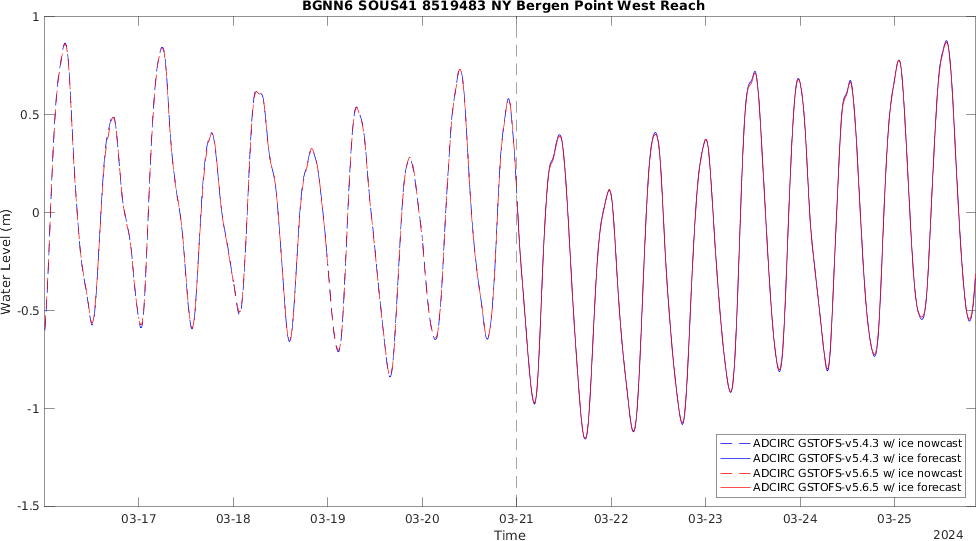 BGNN6 SOUS41 8519483 NY Bergen Point West Reach
Water Level (m)
1
0.5
0
-0.5
-1
-1.5
03-17
03-18
03-19
03-20
03-21
03-22
03-23
03-24
03-25
Time
2024
ADCIRC GSTOFS-v5.4.3 w/ ice nowcast
ADCIRC GSTOFS-v5.4.3 w/ ice forecast
ADCIRC GSTOFS-v5.6.5 w/ ice nowcast
ADCIRC GSTOFS-v5.6.5 w/ ice forecast